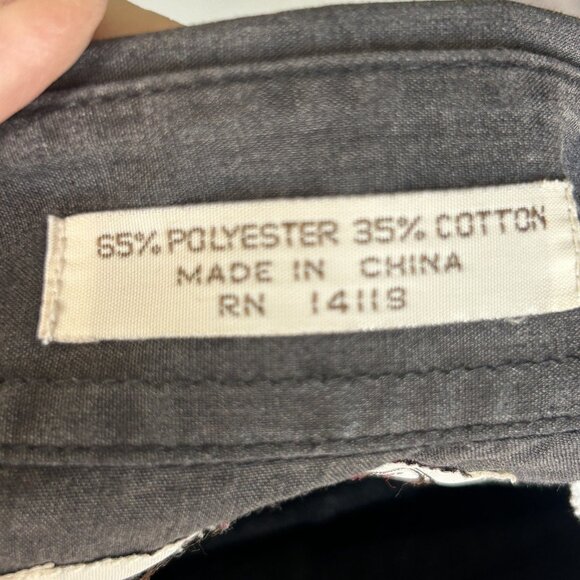 65% POLYESTER 35% COTTON
MADE IN CHINA
RN 14119